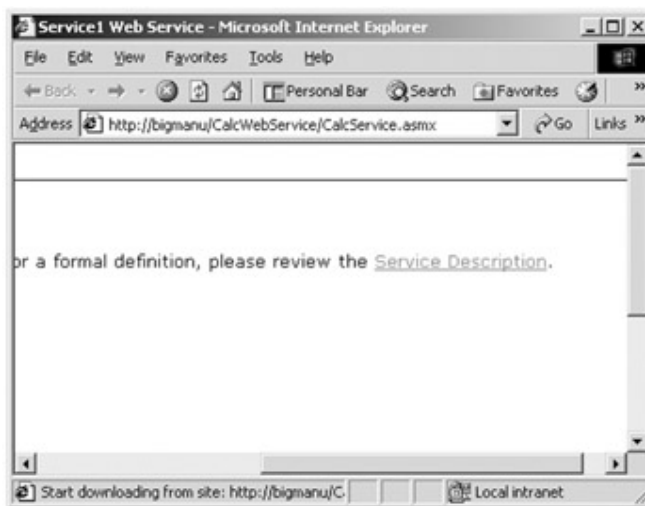 Service1 Web Service - Microsoft Internet Explorer
File Edit View Favorites Tools Help
Back Personal Bar Search Favorites »
Address http://bigmanu/CalcWebService/CalcService.asmx Go Links »
or a formal definition, please review the Service Description.
Start downloading from site: http://bigmanu/C. Local intranet